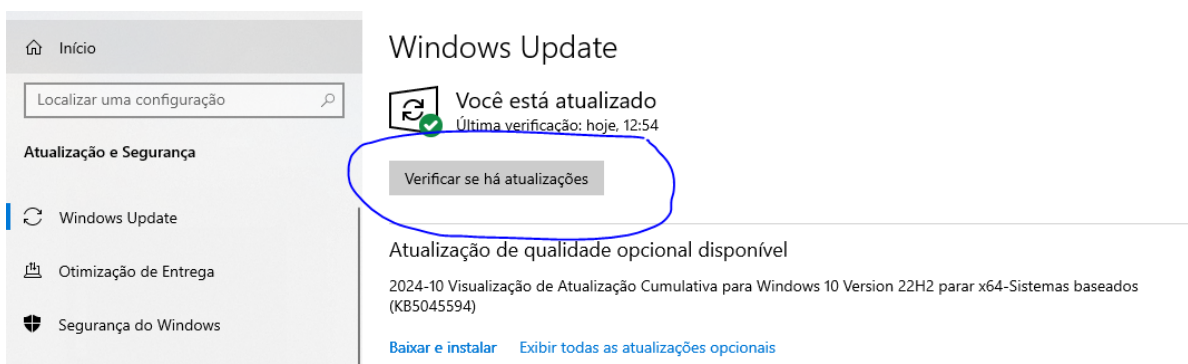 Início
Localizar uma configuração
Atualização e Segurança
Windows Update
Otimização de Entrega
Segurança do Windows
Windows Update
Você está atualizado
Última verificação: hoje, 12:54
Verificar se há atualizações
Atualização de qualidade opcional disponível
2024-10 Visualização de Atualização Cumulativa para Windows 10 Version 22H2 parar x64-Sistemas baseados
(KB5045594)
Baixar e instalar Exibir todas as atualizações opcionais